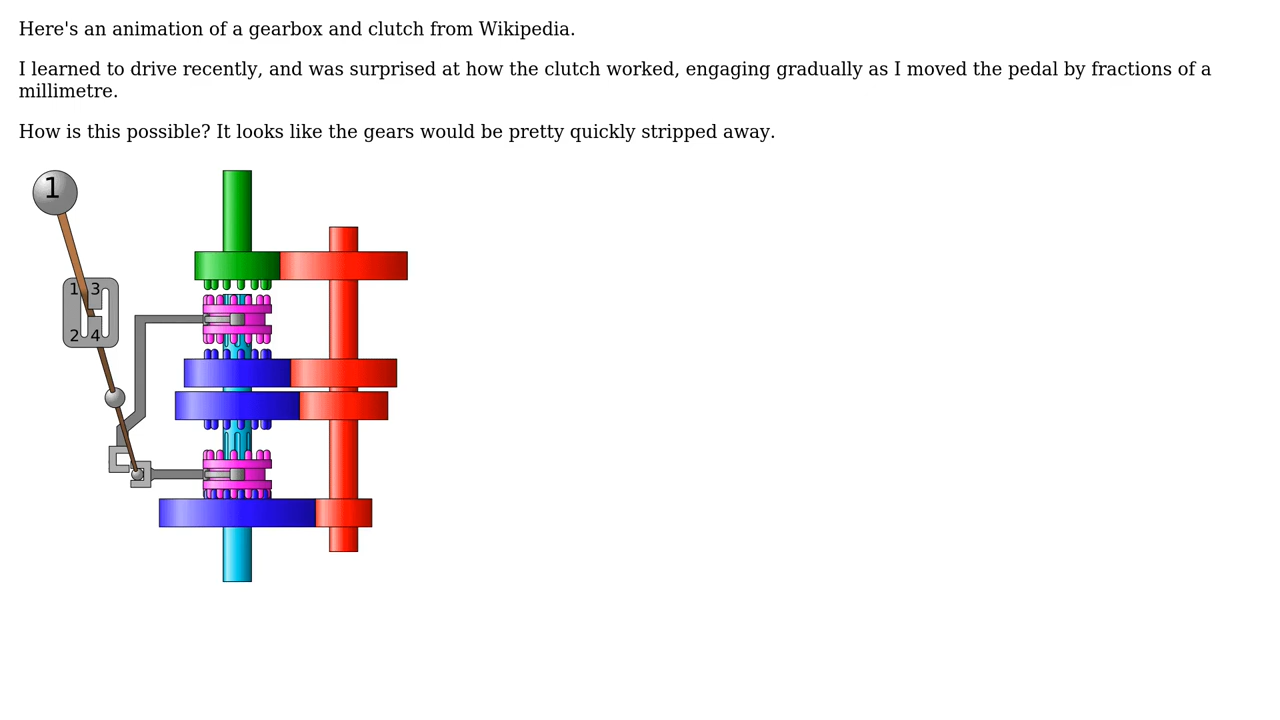 Here's an animation of a gearbox and clutch from Wikipedia.
I learned to drive recently, and was surprised at how the clutch worked, engaging gradually as I moved the pedal by fractions of a
millimetre.
How is this possible? It looks like the gears would be pretty quickly stripped away.
1
1 3
2 4